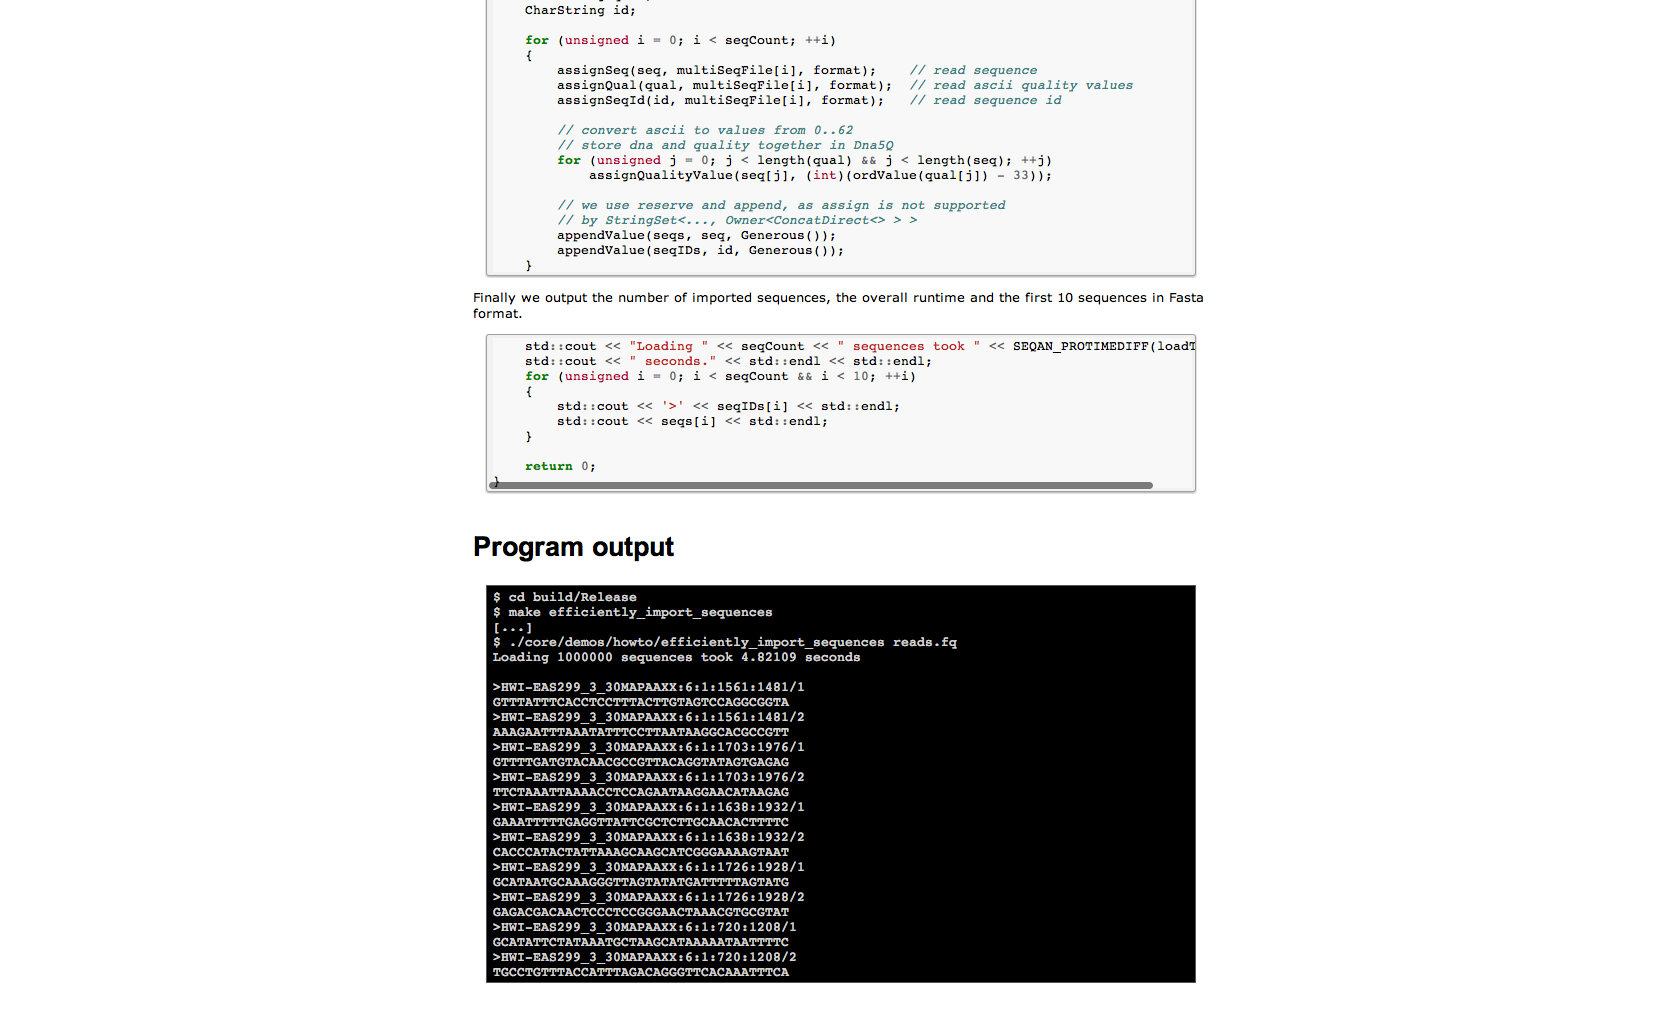 CharString id;
for (unsigned i = 0; i < seqCount; ++i)
{
assignSeq(seq, multiSeqFile[i], format);    // read sequence
assignQual(qual, multiSeqFile[i], format);  // read ascii quality values
assignSeqId(id, multiSeqFile[i], format);   // read sequence id
// convert ascii to values from 0..62
// store dna and quality together in Dna5Q
for (unsigned j = 0; j < length(qual) && j < length(seq); ++j)
assignQualityValue(seq[j], (int)(ordValue(qual[j]) - 33));
// we use reserve and append, as assign is not supported
// by StringSet<..., Owner<ConcatDirect<> > >
appendValue(seqs, seq, Generous());
appendValue(seqIDs, id, Generous());
}
Finally we output the number of imported sequences, the overall runtime and the first 10 sequences in Fasta
format.
std::cout << "Loading " << seqCount << " sequences took " << SEQAN_PROTIMEDIFF(loadT
std::cout << " seconds." << std::endl << std::endl;
for (unsigned i = 0; i < seqCount && i < 10; ++i)
{
std::cout << '>' << seqIDs[i] << std::endl;
std::cout << seqs[i] << std::endl;
}
return 0;
}
Program output
$ cd build/Release
$ make efficiently_import_sequences
[...]
$ ./core/demos/howto/efficiently_import_sequences reads.fq
Loading 1000000 sequences took 4.82109 seconds
>HWI-EAS299_3_30MAPAAXX:6:1:1561:1481/1
GTTTATTTCACCTCCTTTACTTGTAGTCCAGGCGGTA
>HWI-EAS299_3_30MAPAAXX:6:1:1561:1481/2
AAAGAATTTAAATATTTCCTTAATAAGGCACGCCGTT
>HWI-EAS299_3_30MAPAAXX:6:1:1703:1976/1
GTTTTGATGTACAACGCCGTTACAGGTATAGTGAGAG
>HWI-EAS299_3_30MAPAAXX:6:1:1703:1976/2
TTCTAAATTAAAACCTCCAGAATAAGGAACATAAGAG
>HWI-EAS299_3_30MAPAAXX:6:1:1638:1932/1
GAAATTTTTGAGGTTATTCGCTCTTGCAACACTTTTC
>HWI-EAS299_3_30MAPAAXX:6:1:1638:1932/2
CACCCATACTATTAAAGCAAGCATCGGGAAAAGTAAT
>HWI-EAS299_3_30MAPAAXX:6:1:1726:1928/1
GCATAATGCAAAGGGTTAGTATATGATTTTTAGTATG
>HWI-EAS299_3_30MAPAAXX:6:1:1726:1928/2
GAGACGACAACTCCCTCCGGGAACTAAACGTGCGTAT
>HWI-EAS299_3_30MAPAAXX:6:1:720:1208/1
GCATATTCTATAAATGCTAAGCATAAAAATAATTTTC
>HWI-EAS299_3_30MAPAAXX:6:1:720:1208/2
TGCCTGTTTACCATTTAGACAGGGTTCACAAATTTCA